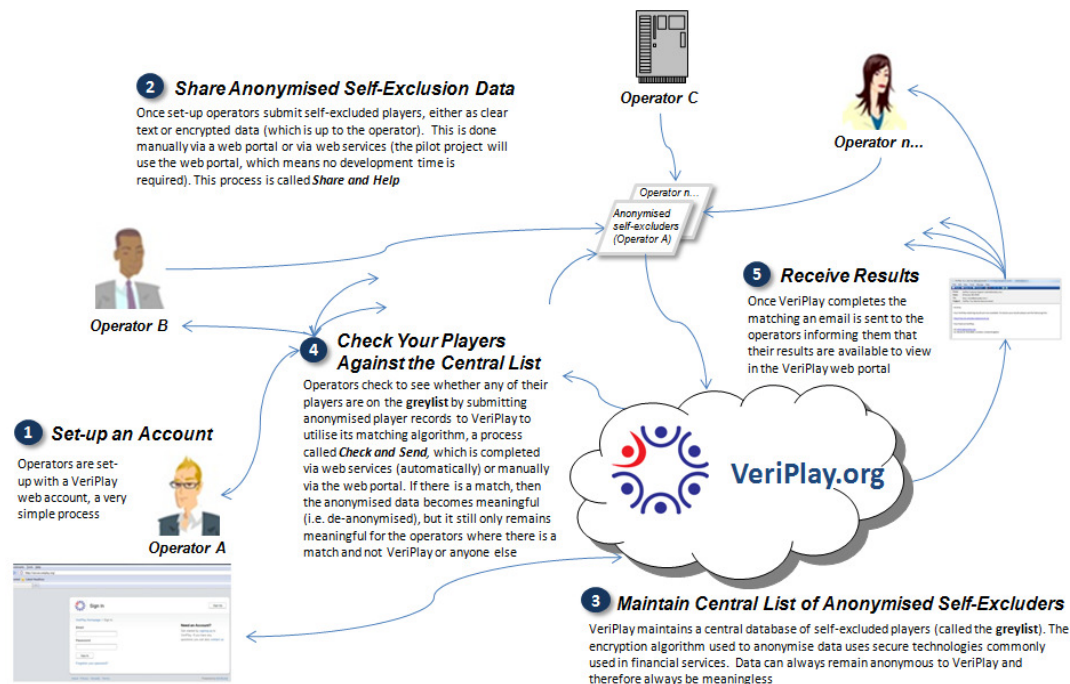 2 Share Anonymised Self-Exclusion Data
Once set-up operators submit self-excluded players, either as clear
text or encrypted data (which is up to the operator). This is done
manually via a web portal or via web services (the pilot project will
use the web portal, which means no development time is
required). This process is called Share and Help
Operator C
Operator n...
Operator n...
Anonymised
self-excluders
(Operator A)
Operator B
5 Receive Results
Once VeriPlay completes the
matching an email is sent to the
operators informing them that
their results are available to view
in the VeriPlay web portal
4 Check Your Players
Against the Central List
Operators check to see whether any of their
players are on the greylist by submitting
anonymised player records to VeriPlay to
utilise its matching algorithm, a process
called Check and Send, which is completed
via web services (automatically) or manually
via the web portal. If there is a match, then
the anonymised data becomes meaningful
(i.e. de-anonymised), but it still only remains
meaningful for the operators where there is a
match and not VeriPlay or anyone else
1 Set-up an Account
Operators are set-
up with a VeriPlay
web account, a very
simple process
Operator A
VeriPlay.org
Sign in
Need an Account?
Email
Password
Sign In
3 Maintain Central List of Anonymised Self-Excluders
VeriPlay maintains a central database of self-excluded players (called the greylist). The
encryption algorithm used to anonymise data uses secure technologies commonly
used in financial services. Data can always remain anonymous to VeriPlay and
therefore always be meaningless